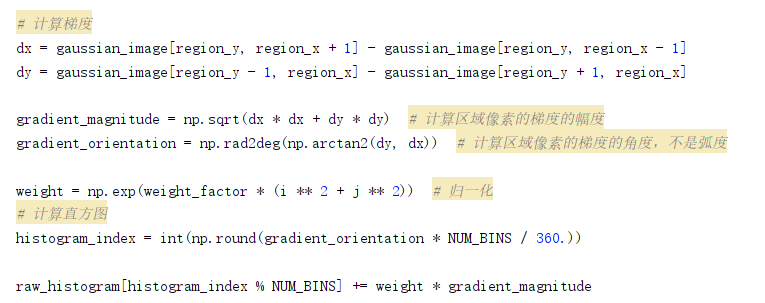 # 计算梯度
dx = gaussian_image[region_y, region_x + 1] - gaussian_image[region_y, region_x - 1]
dy = gaussian_image[region_y - 1, region_x] - gaussian_image[region_y + 1, region_x]
gradient_magnitude = np.sqrt(dx * dx + dy * dy)  # 计算区域像素的梯度的幅度
gradient_orientation = np.rad2deg(np.arctan2(dy, dx))  # 计算区域像素的梯度的角度，不是弧度
weight = np.exp(weight_factor * (i ** 2 + j ** 2))  # 归一化
# 计算直方图
histogram_index = int(np.round(gradient_orientation * NUM_BINS / 360.))
raw_histogram[histogram_index % NUM_BINS] += weight * gradient_magnitude